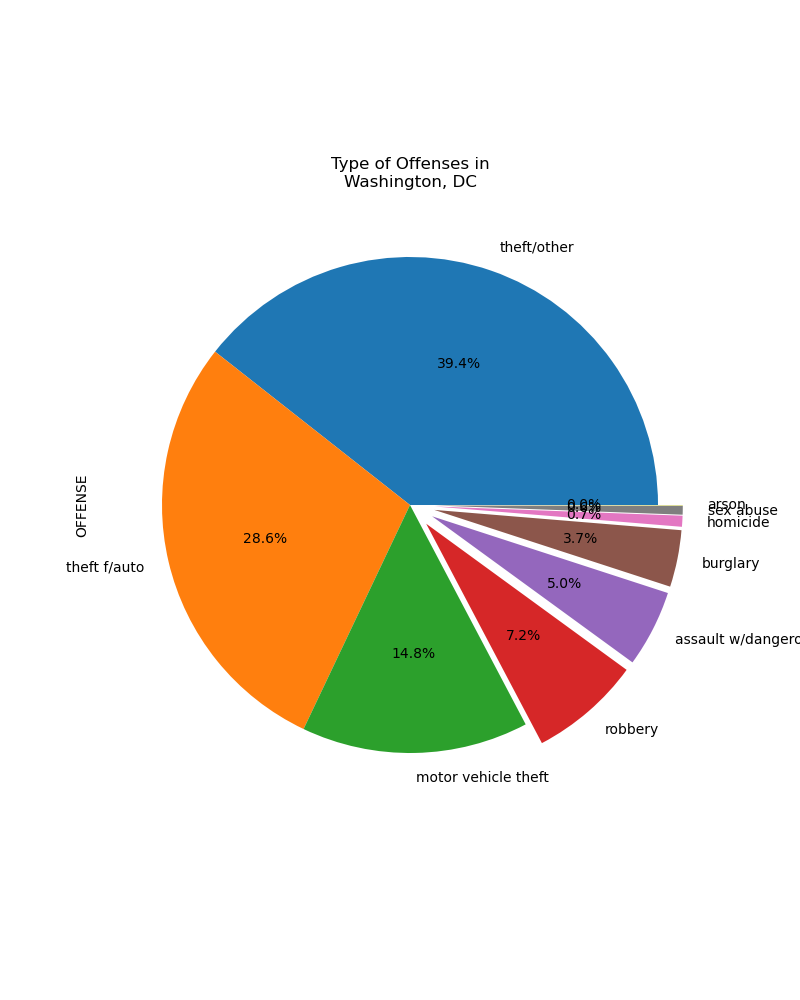 Type of Offenses in
Washington, DC
theft/other
39.4%
OFFENSE
theft f/auto
28.6%
14.8%
motor vehicle theft
7.2%
robbery
5.0%
assault w/dangero
3.7%
burglary
0.7%
homicide
sex abuse
0.0%
arson